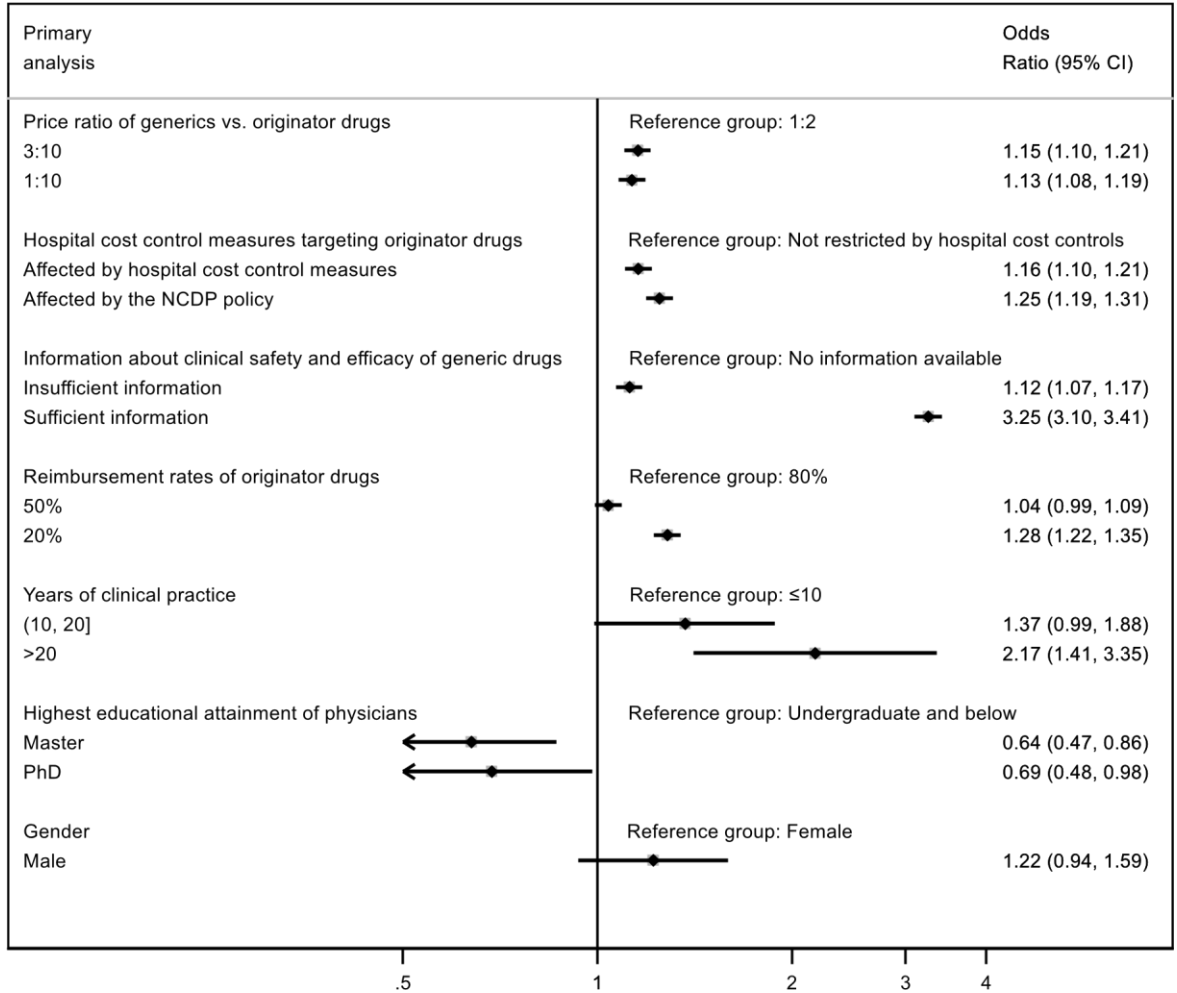 Primary Odds
analysis Ratio (95% CI)
Price ratio of generics vs. originator drugs Reference group: 1:2
3:10 1.15 (1.10, 1.21)
1:10 1.13 (1.08, 1.19)
Hospital cost control measures targeting originator drugs Reference group: Not restricted by hospital cost controls
Affected by hospital cost control measures 1.16 (1.10, 1.21)
Affected by the NCDP policy 1.25 (1.19, 1.31)
Information about clinical safety and efficacy of generic drugs Reference group: No information available
Insufficient information 1.12 (1.07, 1.17)
Sufficient information 3.25 (3.10, 3.41)
Reimbursement rates of originator drugs Reference group: 80%
50% 1.04 (0.99, 1.09)
20% 1.28 (1.22, 1.35)
Years of clinical practice Reference group: ≤10
(10, 20] 1.37 (0.99, 1.88)
>20 2.17 (1.41, 3.35)
Highest educational attainment of physicians Reference group: Undergraduate and below
Master 0.64 (0.47, 0.86)
PhD 0.69 (0.48, 0.98)
Gender Reference group: Female
Male 1.22 (0.94, 1.59)
.5 1 2 3 4